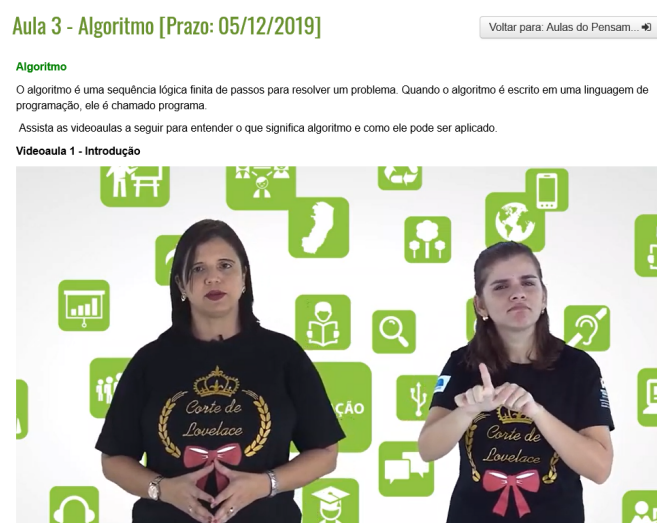 Aula 3 - Algoritmo [Prazo: 05/12/2019]
Voltar para: Aulas do Pensam...
Algoritmo
O algoritmo é uma sequência lógica finita de passos para resolver um problema. Quando o algoritmo é escrito em uma linguagem de
programação, ele é chamado programa.
Assista as videoaulas a seguir para entender o que significa algoritmo e como ele pode ser aplicado.
Videoaula 1 - Introdução
ÇÃO
Corte de
Lovelace
Corte de
Lovelace